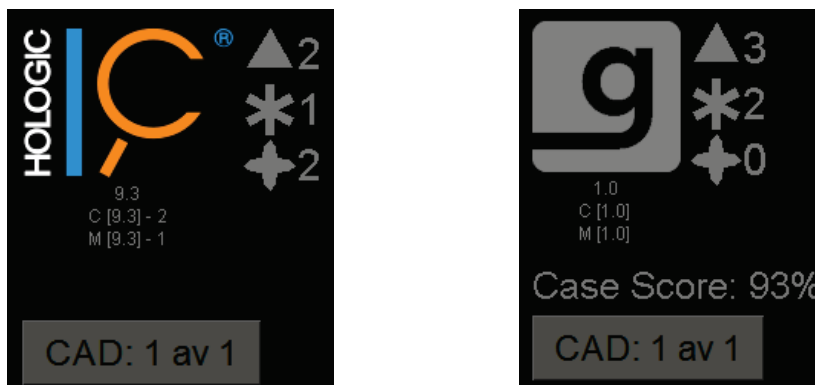 HOLOGIC
®
2
1
2
9.3
C [9.3] - 2
M [9.3] - 1
CAD: 1 av 1
g
3
2
0
1.0
C [1.0]
M [1.0]
Case Score: 93%
CAD: 1 av 1